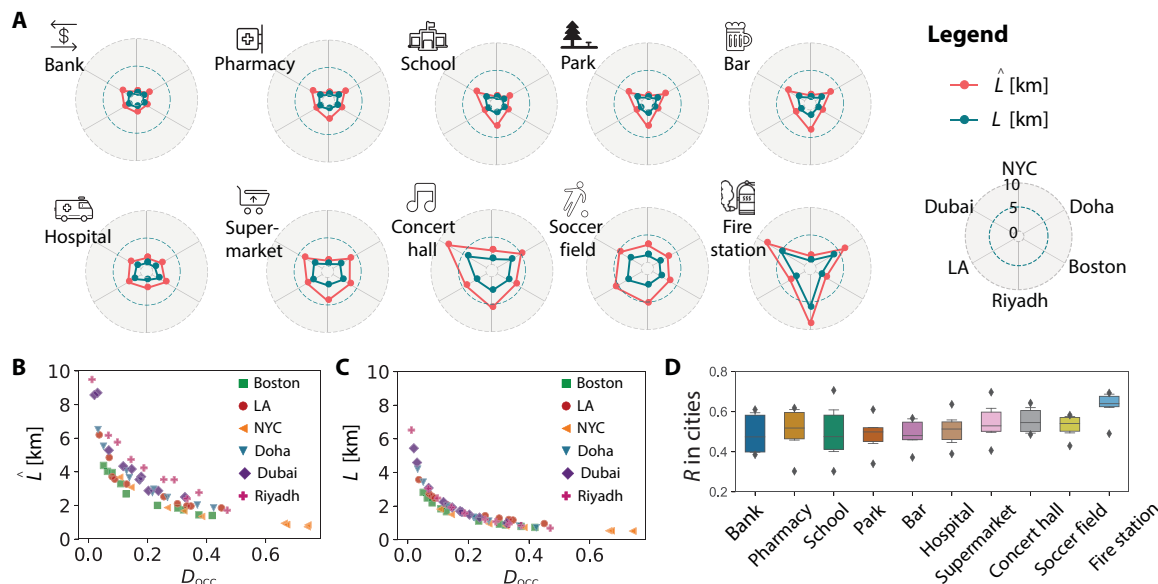 A
Bank
Pharmacy
School
Park
Bar
Hospital
Super-
market
Concert
hall
Soccer
field
Fire
station
Legend
L̂ [km]
L [km]
NYC
10
Dubai
5
Doha
0
LA
Boston
Riyadh
B
L̂ [km]
10
8
6
4
2
0
0.0 0.2 0.4 0.6
D_occ
Boston
LA
NYC
Doha
Dubai
Riyadh
C
L [km]
10
8
6
4
2
0
0.0 0.2 0.4 0.6
D_occ
Boston
LA
NYC
Doha
Dubai
Riyadh
D
R in cities
0.8
0.6
0.4
0.2
Bank
Pharmacy
School
Park
Bar
Hospital
Supermarket
Concert hall
Soccer field
Fire station